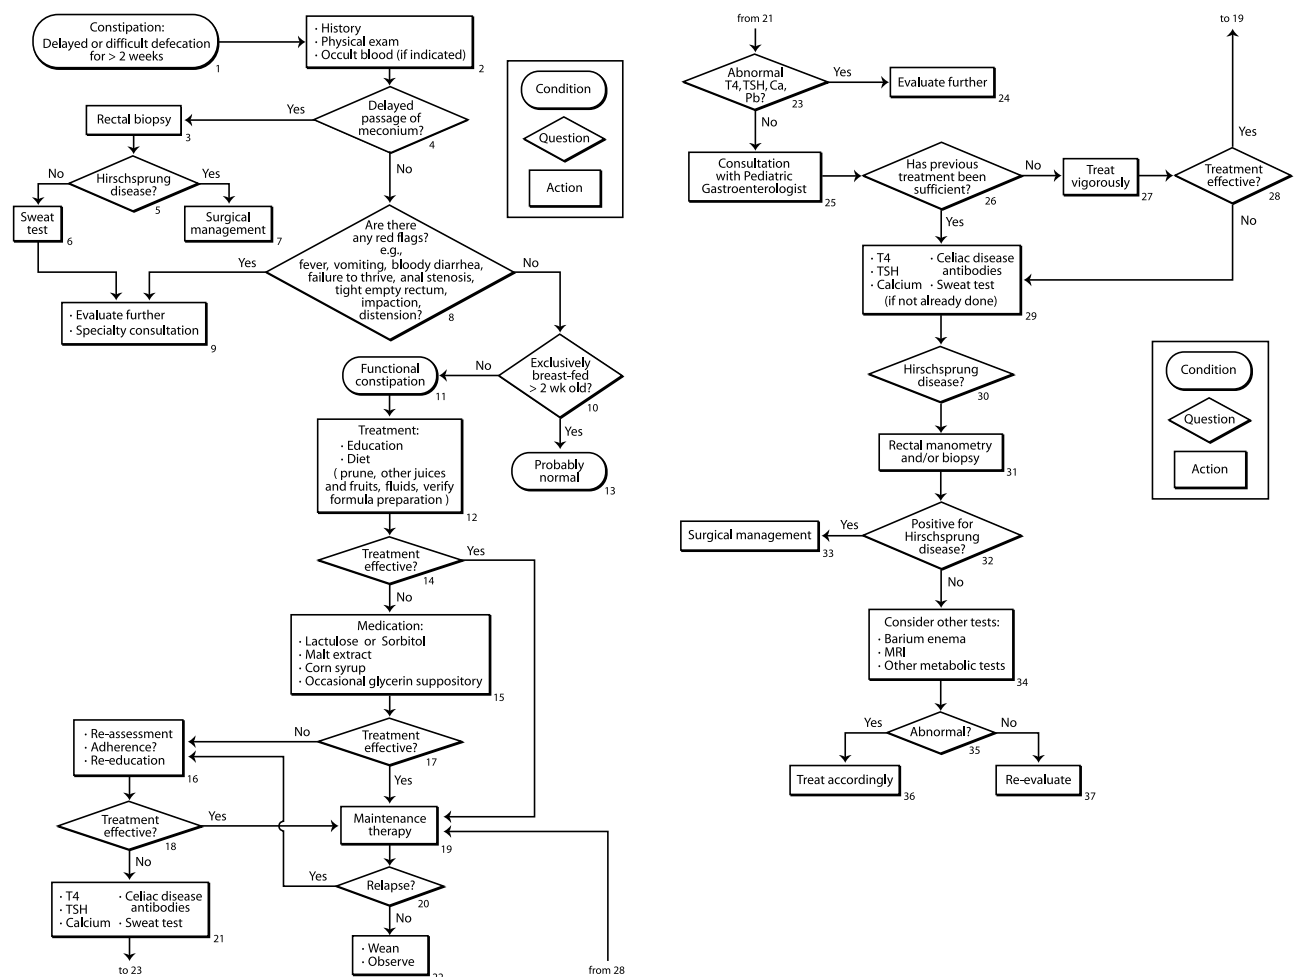 Constipation:
Delayed or difficult defecation
for > 2 weeks
1
· History
· Physical exam
· Occult blood (if indicated)
2
Condition
Question
Action
Delayed
passage of
meconium?
4
Yes
No
Rectal biopsy
3
Hirschsprung
disease?
5
No
Yes
Sweat
test
6
Surgical
management
7
Are there
any red flags?
e.g.,
fever, vomiting, bloody diarrhea,
failure to thrive, anal stenosis,
tight empty rectum,
impaction,
distension?
8
Yes
No
· Evaluate further
· Specialty consultation
9
Exclusively
breast-fed
> 2 wk old?
10
No
Yes
Functional
constipation
11
Probably
normal
13
Treatment:
· Education
· Diet
( prune, other juices
and fruits, fluids, verify
formula preparation )
12
Treatment
effective?
14
Yes
No
Medication:
· Lactulose or Sorbitol
· Malt extract
· Corn syrup
· Occasional glycerin suppository
15
Treatment
effective?
17
No
Yes
· Re-assessment
· Adherence?
· Re-education
16
Treatment
effective?
18
Yes
No
Maintenance
therapy
19
Relapse?
20
Yes
No
· T4
· TSH
· Calcium
· Celiac disease
antibodies
· Sweat test
21
to 23
· Wean
· Observe
22
from 28
from 21
Abnormal
T4, TSH, Ca,
Pb?
23
Yes
No
Evaluate further
24
Consultation
with Pediatric
Gastroenterologist
25
Has previous
treatment been
sufficient?
26
No
Yes
Treat
vigorously
27
Treatment
effective?
28
Yes
to 19
No
· T4
· TSH
· Calcium
· Celiac disease
antibodies
· Sweat test
(if not already done)
29
Hirschsprung
disease?
30
Rectal manometry
and/or biopsy
31
Positive for
Hirschsprung
disease?
32
Yes
No
Surgical management
33
Consider other tests:
· Barium enema
· MRI
· Other metabolic tests
34
Abnormal?
35
Yes
No
Treat accordingly
36
Re-evaluate
37
Condition
Question
Action